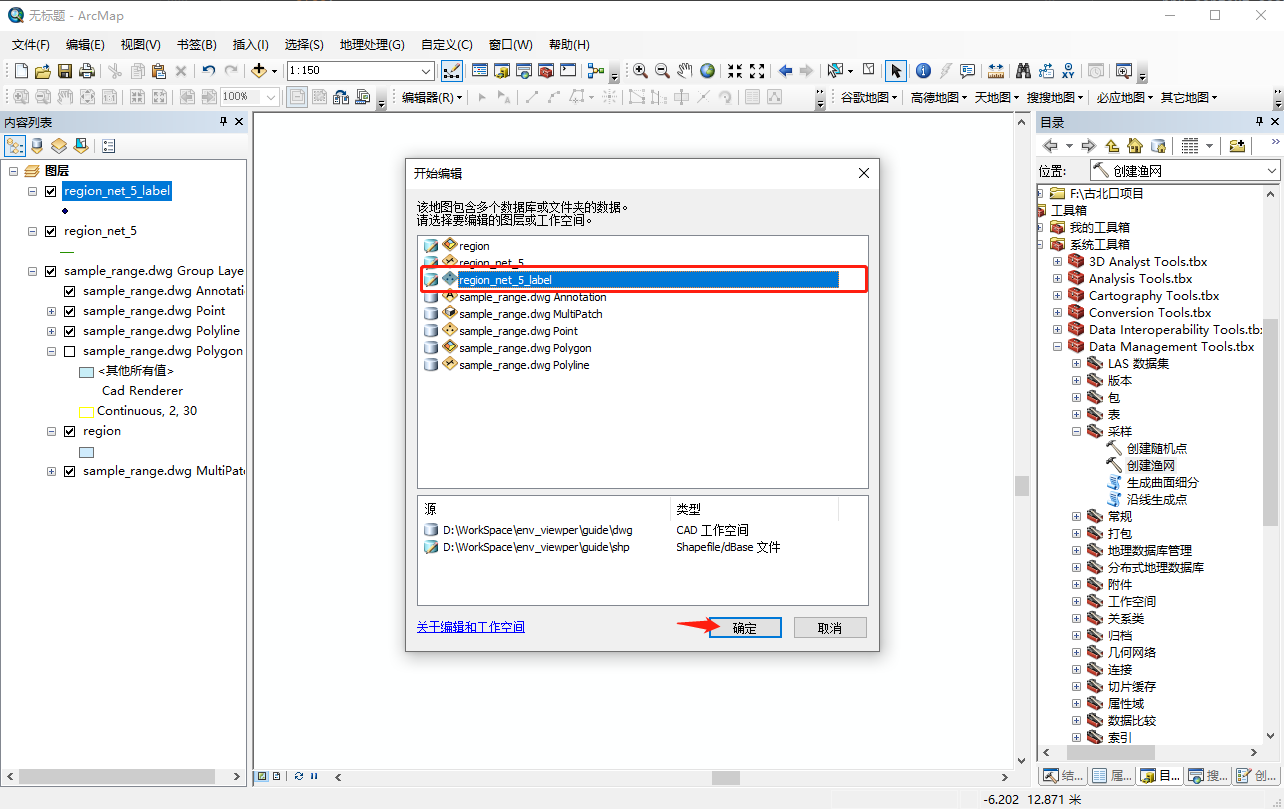 无标题 - ArcMap
文件(F) 编辑(E) 视图(V) 书签(B) 插入(I) 选择(S) 地理处理(G) 自定义(C) 窗口(W) 帮助(H)
1:150
100%
编辑器(R)
谷歌地图 高德地图 天地图 搜搜地图 必应地图 其它地图
内容列表
图层
region_net_5_label
region_net_5
sample_range.dwg Group Laye
sample_range.dwg Annotati
sample_range.dwg Point
sample_range.dwg Polyline
sample_range.dwg Polygon
<其他所有值>
Cad Renderer
Continuous, 2, 30
region
sample_range.dwg MultiPat
开始编辑
该地图包含多个数据库或文件夹的数据。
请选择要编辑的图层或工作空间。
region
region_net_5
region_net_5_label
sample_range.dwg Annotation
sample_range.dwg MultiPatch
sample_range.dwg Point
sample_range.dwg Polygon
sample_range.dwg Polyline
源 类型
D:\WorkSpace\env_viewper\guide\dwg CAD 工作空间
D:\WorkSpace\env_viewper\guide\shp Shapefile/dBase 文件
关于编辑和工作空间
确定
取消
目录
位置: 创建渔网
F:\古北口项目
工具箱
我的工具箱
系统工具箱
3D Analyst Tools.tbx
Analysis Tools.tbx
Cartography Tools.tbx
Conversion Tools.tbx
Data Interoperability Tools.tb
Data Management Tools.tbx
LAS 数据集
版本
包
表
采样
创建随机点
创建渔网
生成曲面细分
沿线生成点
常规
打包
地理数据库管理
分布式地理数据库
附件
工作空间
关系类
归档
几何网络
连接
切片缓存
属性域
数据比较
索引
结... 属... 目... 搜... 创...
-6.202 12.871 米